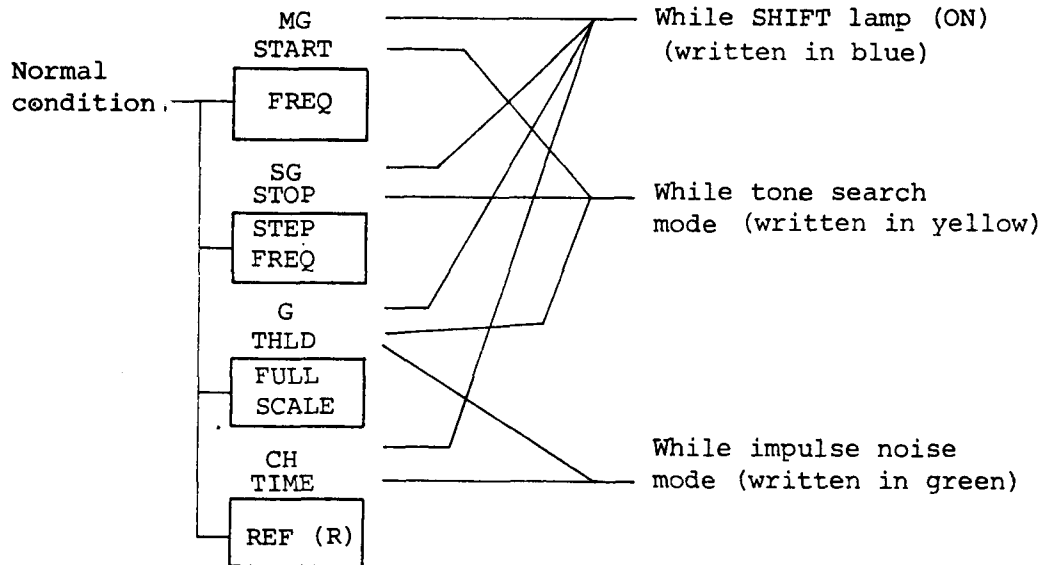 MG
START
FREQ
Normal
condition
SG
STOP
STEP
FREQ
G
THLD
FULL
SCALE
CH
TIME
REF (R)
While SHIFT lamp (ON)
(written in blue)
While tone search
mode (written in yellow)
While impulse noise
mode (written in green)